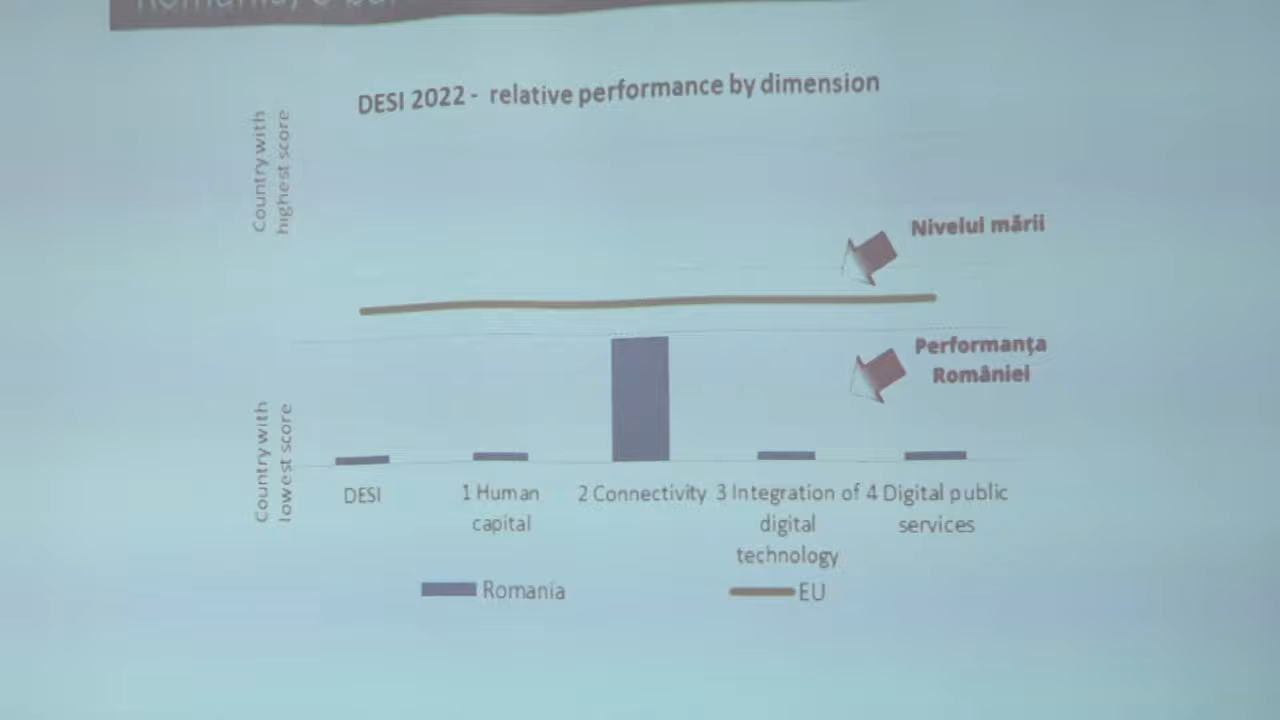 DESI 2022 - relative performance by dimension
Country with
highest score
Nivelul mării
Performanța
României
Country with
lowest score
DESI
1 Human
capital
2 Connectivity
3 Integration of
digital
technology
4 Digital public
services
Romania
EU